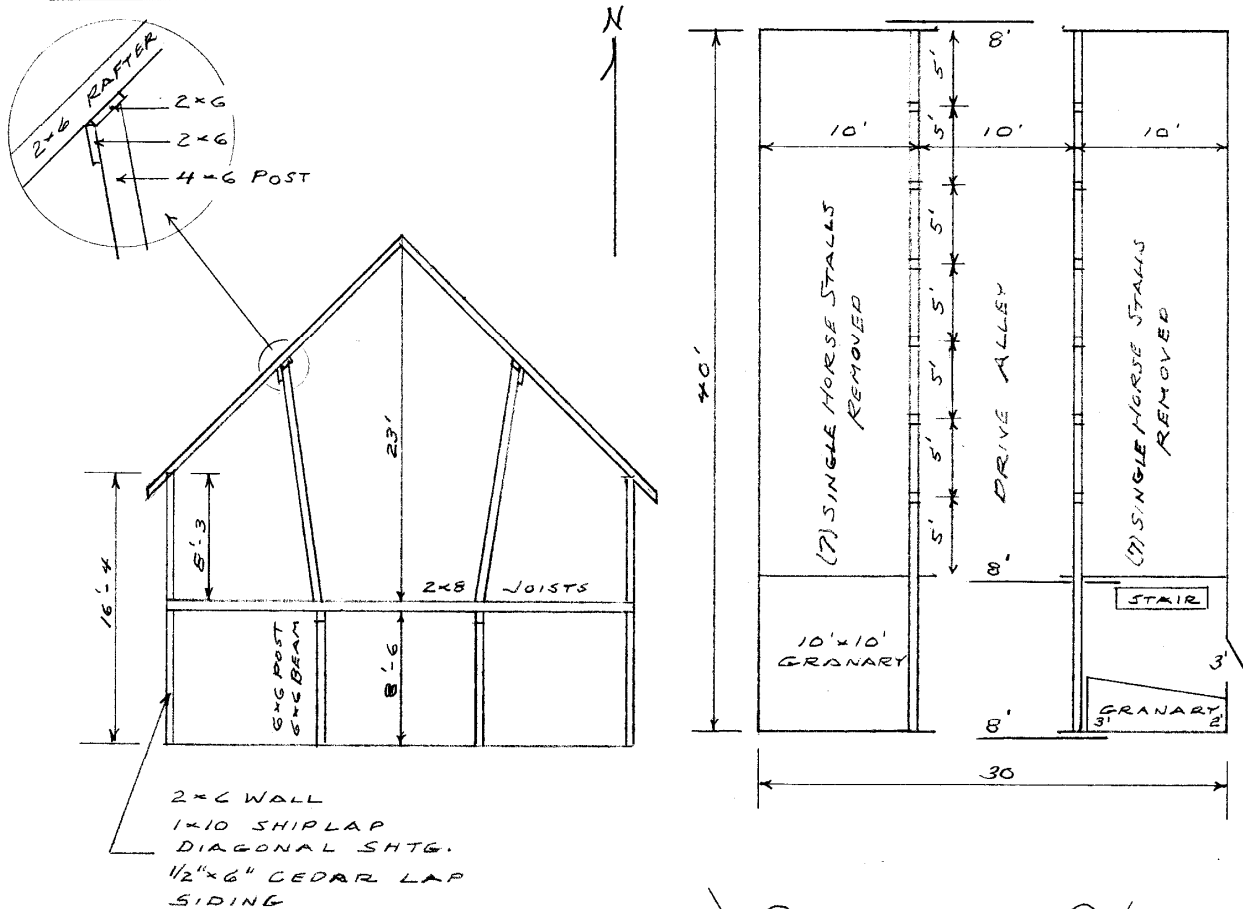 N
2×6 RAFTER
2×6
2×6
4×6 POST
16'-4
8'-3
23'
2×8 JOISTS
6×6 POST
6×6 BEAM
8'-6
2×6 WALL
1×10 SHIPLAP
DIAGONAL SHTG.
1/2"×6" CEDAR LAP
SIDING
8'
5'
5'
5'
5'
5'
5'
5'
10'
10'
10'
40'
(7) SINGLE HORSE STALLS
REMOVED
DRIVE ALLEY
(7) SINGLE HORSE STALLS
REMOVED
8'
STAIR
10'×10'
GRANARY
3'
GRANARY
3'
2'
8'
30